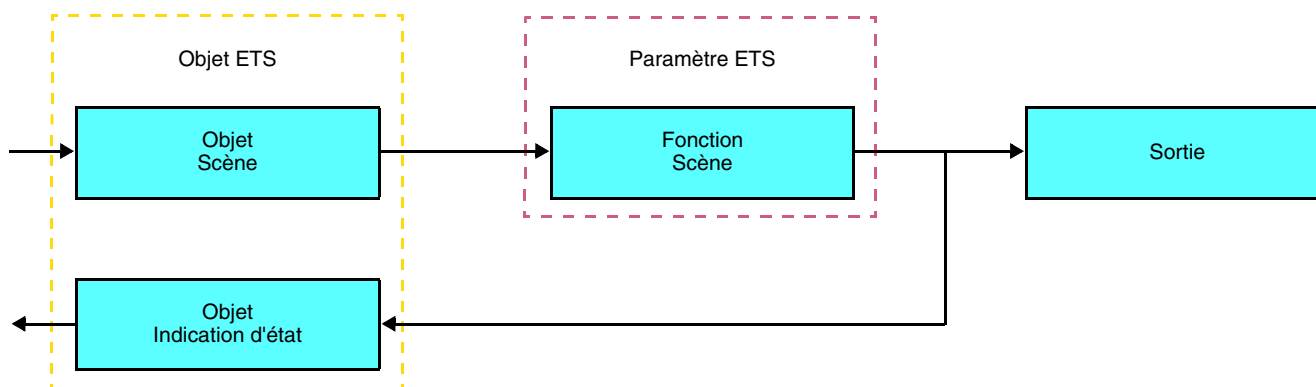 Objet ETS
Paramètre ETS
Objet
Scène
Fonction
Scène
Sortie
Objet
Indication d'état